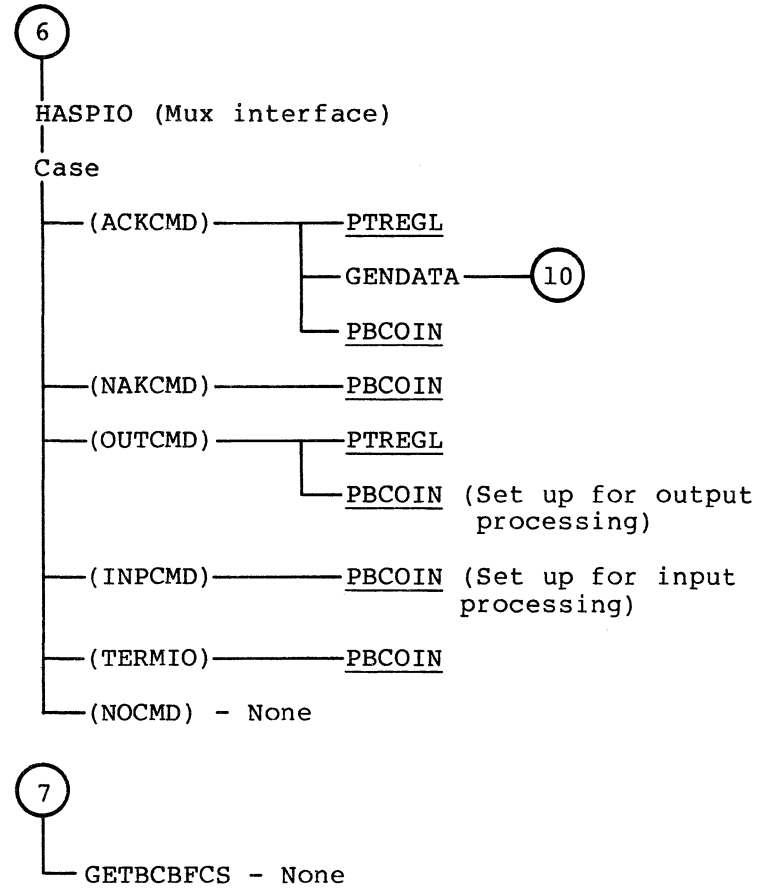 6
HASPIO (Mux interface)
Case
(ACKCMD) PTREGL
GENDATA 10
PBCOIN
(NAKCMD) PBCOIN
(OUTCMD) PTREGL
PBCOIN (Set up for output
processing)
(INPCMD) PBCOIN (Set up for input
processing)
(TERMIO) PBCOIN
(NOCMD) - None
7
GETBCBFCS - None